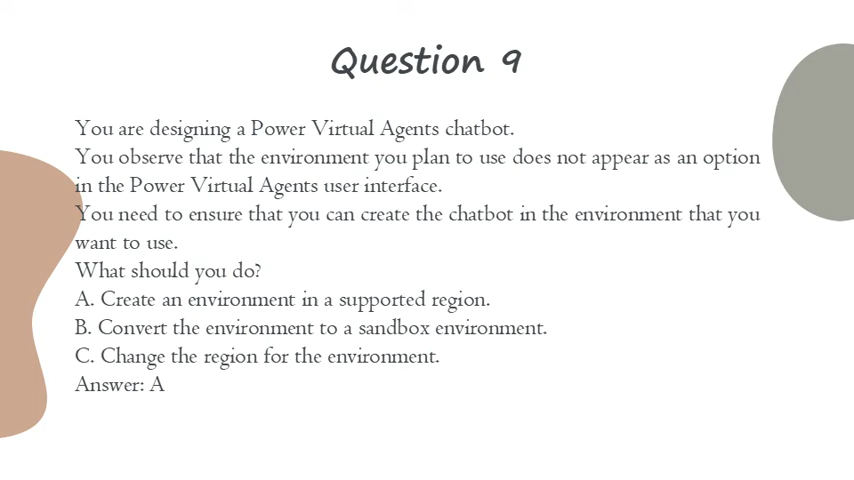 Question 9
You are designing a Power Virtual Agents chatbot.
You observe that the environment you plan to use does not appear as an option
in the Power Virtual Agents user interface.
You need to ensure that you can create the chatbot in the environment that you
want to use.
What should you do?
A. Create an environment in a supported region.
B. Convert the environment to a sandbox environment.
C. Change the region for the environment.
Answer: A